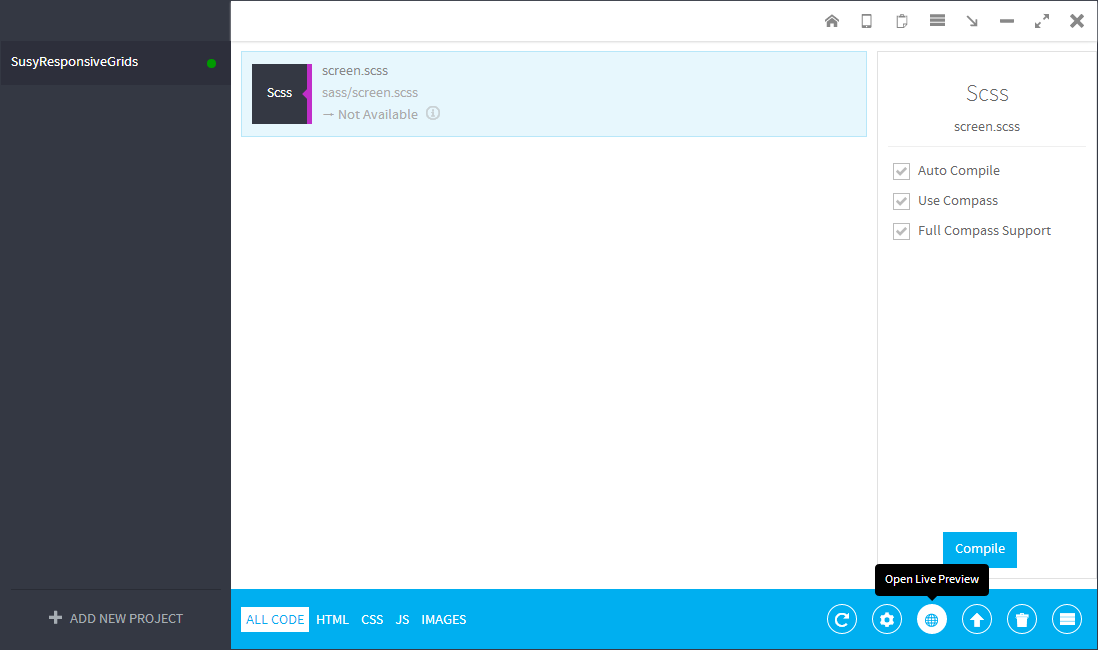 SusyResponsiveGrids
Scss
screen.scss
sass/screen.scss
→ Not Available
Scss
screen.scss
Auto Compile
Use Compass
Full Compass Support
Compile
Open Live Preview
ADD NEW PROJECT
ALL CODE HTML CSS JS IMAGES